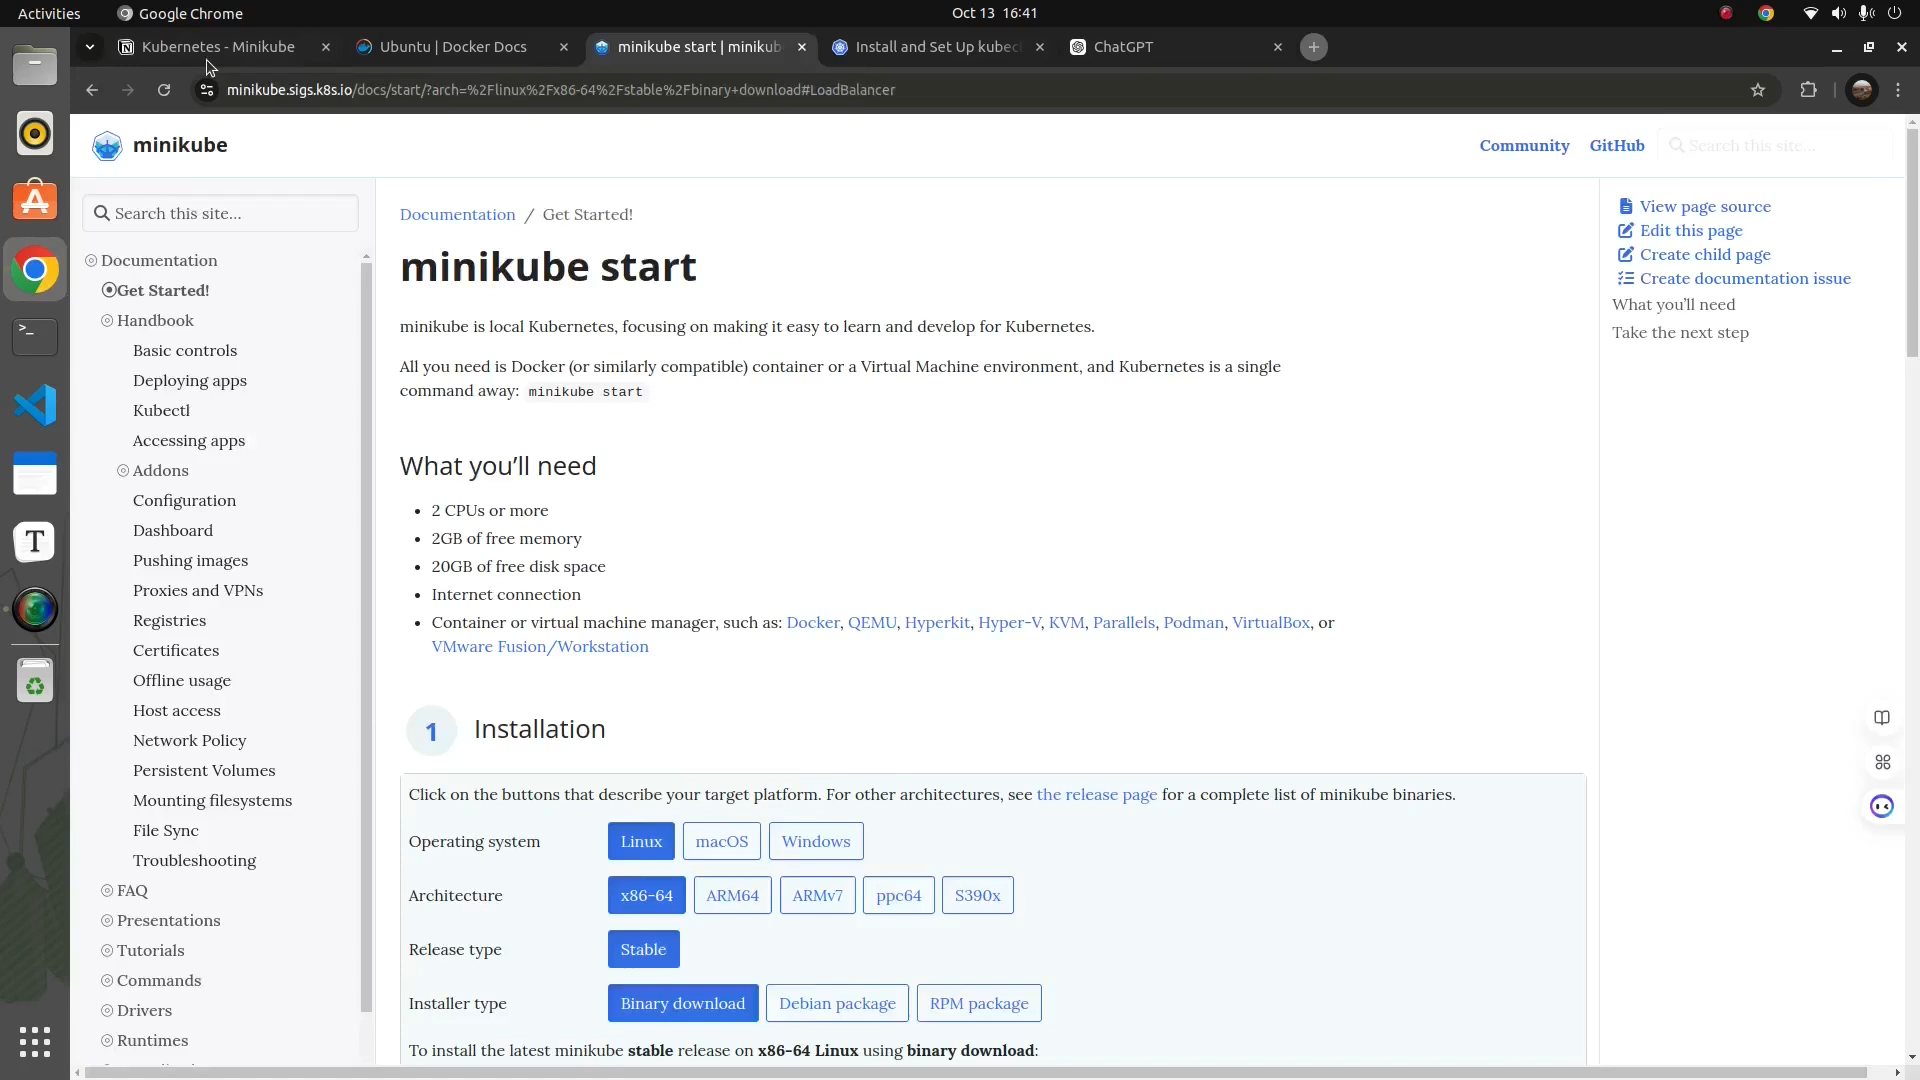 Activities
Google Chrome
Oct 13 16:41
Kubernetes - Minikube
Ubuntu | Docker Docs
minikube start | minikub
Install and Set Up kubec
ChatGPT
minikube.sigs.k8s.io/docs/start/?arch=%2Flinux%2Fx86-64%2Fstable%2Fbinary+download#LoadBalancer
minikube
Community
GitHub
Search this site…
Search this site…
Documentation
Get Started!
Handbook
Basic controls
Deploying apps
Kubectl
Accessing apps
Addons
Configuration
Dashboard
Pushing images
Proxies and VPNs
Registries
Certificates
Offline usage
Host access
Network Policy
Persistent Volumes
Mounting filesystems
File Sync
Troubleshooting
FAQ
Presentations
Tutorials
Commands
Drivers
Runtimes
Documentation / Get Started!
minikube start
minikube is local Kubernetes, focusing on making it easy to learn and develop for Kubernetes.
All you need is Docker (or similarly compatible) container or a Virtual Machine environment, and Kubernetes is a single
command away: minikube start
What you’ll need
2 CPUs or more
2GB of free memory
20GB of free disk space
Internet connection
Container or virtual machine manager, such as: Docker, QEMU, Hyperkit, Hyper-V, KVM, Parallels, Podman, VirtualBox, or
VMware Fusion/Workstation
1 Installation
Click on the buttons that describe your target platform. For other architectures, see the release page for a complete list of minikube binaries.
Operating system Linux macOS Windows
Architecture x86-64 ARM64 ARMv7 ppc64 S390x
Release type Stable
Installer type Binary download Debian package RPM package
To install the latest minikube stable release on x86-64 Linux using binary download:
View page source
Edit this page
Create child page
Create documentation issue
What you’ll need
Take the next step